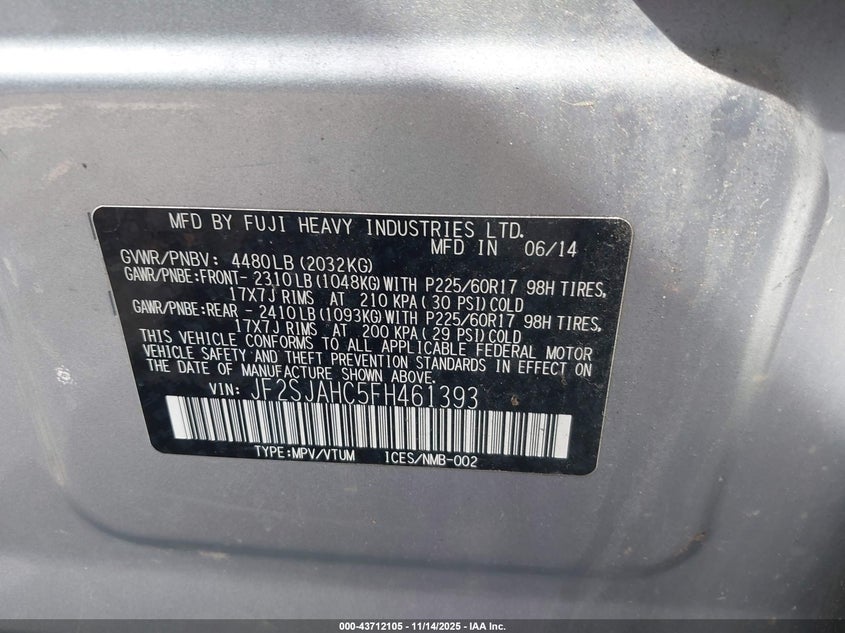 MFD BY FUJI HEAVY INDUSTRIES LTD.
MFD IN 06/14
GVWR/PNBV: 4480LB(2032KG)
GAWR/PNBE:FRONT-2310LB(1048KG)WITH P225/60R17 98H TIRES,
17X7J RIMS AT 210 KPA(30 PSI)COLD
GAWR/PNBE:REAR -2410LB(1093KG)WITH P225/60R17 98H TIRES,
17X7J RIMS AT 200 KPA(29 PSI)COLD
THIS VEHICLE CONFORMS TO ALL APPLICABLE FEDERAL MOTOR
VEHICLE SAFETY AND THEFT PREVENTION STANDARDS IN EFFECT ON
THE DATE OF MANUFACTURE SHOWN ABOVE.
VIN: JF2SJAHC5FH461393
TYPE:MPV/VTUM ICES/NMB-002
000-43712105 - 11/14/2025 - IAA Inc.